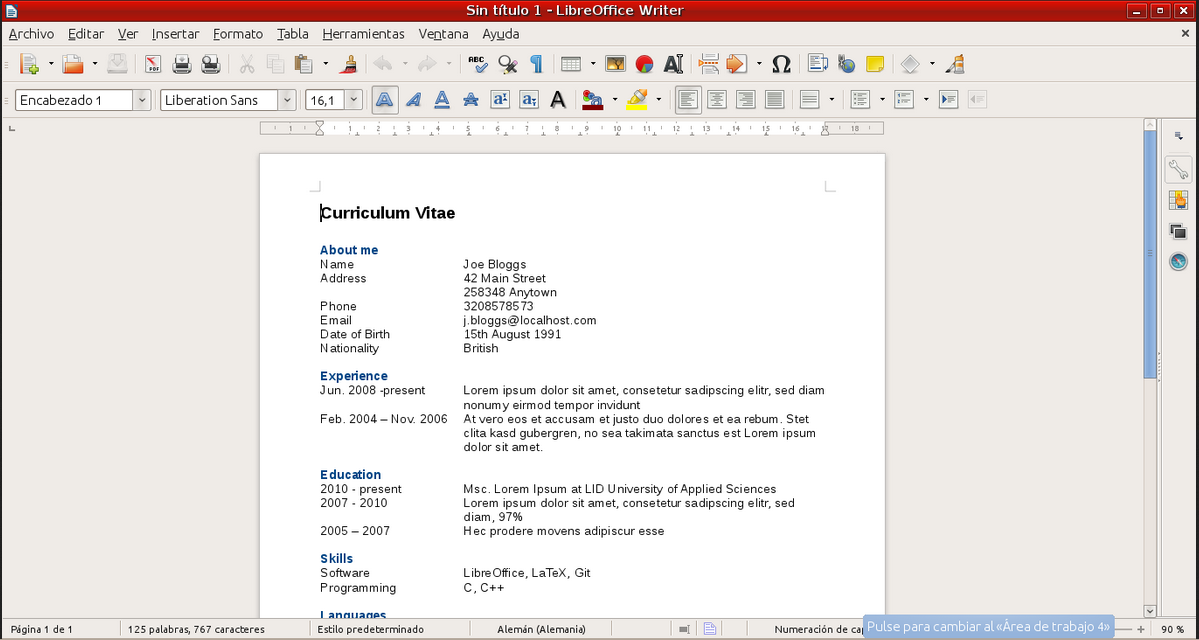 Sin título 1 - LibreOffice Writer
Archivo Editar Ver Insertar Formato Tabla Herramientas Ventana Ayuda
Encabezado 1 Liberation Sans 16,1
1 1 2 3 4 5 6 7 8 9 10 11 12 13 14 15 16 17 18
Curriculum Vitae
About me
Name Joe Bloggs
Address 42 Main Street
258348 Anytown
Phone 3208578573
Email j.bloggs@localhost.com
Date of Birth 15th August 1991
Nationality British
Experience
Jun. 2008 -present Lorem ipsum dolor sit amet, consetetur sadipscing elitr, sed diam
nonumy eirmod tempor invidunt
Feb. 2004 – Nov. 2006 At vero eos et accusam et justo duo dolores et ea rebum. Stet
clita kasd gubergren, no sea takimata sanctus est Lorem ipsum
dolor sit amet.
Education
2010 - present Msc. Lorem Ipsum at LID University of Applied Sciences
2007 - 2010 Lorem ipsum dolor sit amet, consetetur sadipscing elitr, sed
diam, 97%
2005 – 2007 Hec prodere movens adipiscur esse
Skills
Software LibreOffice, LaTeX, Git
Programming C, C++
Languages
Página 1 de 1 125 palabras, 767 caracteres Estilo predeterminado Alemán (Alemania) Numeración de Pulse para cambiar al «Área de trabajo 4» 90 %